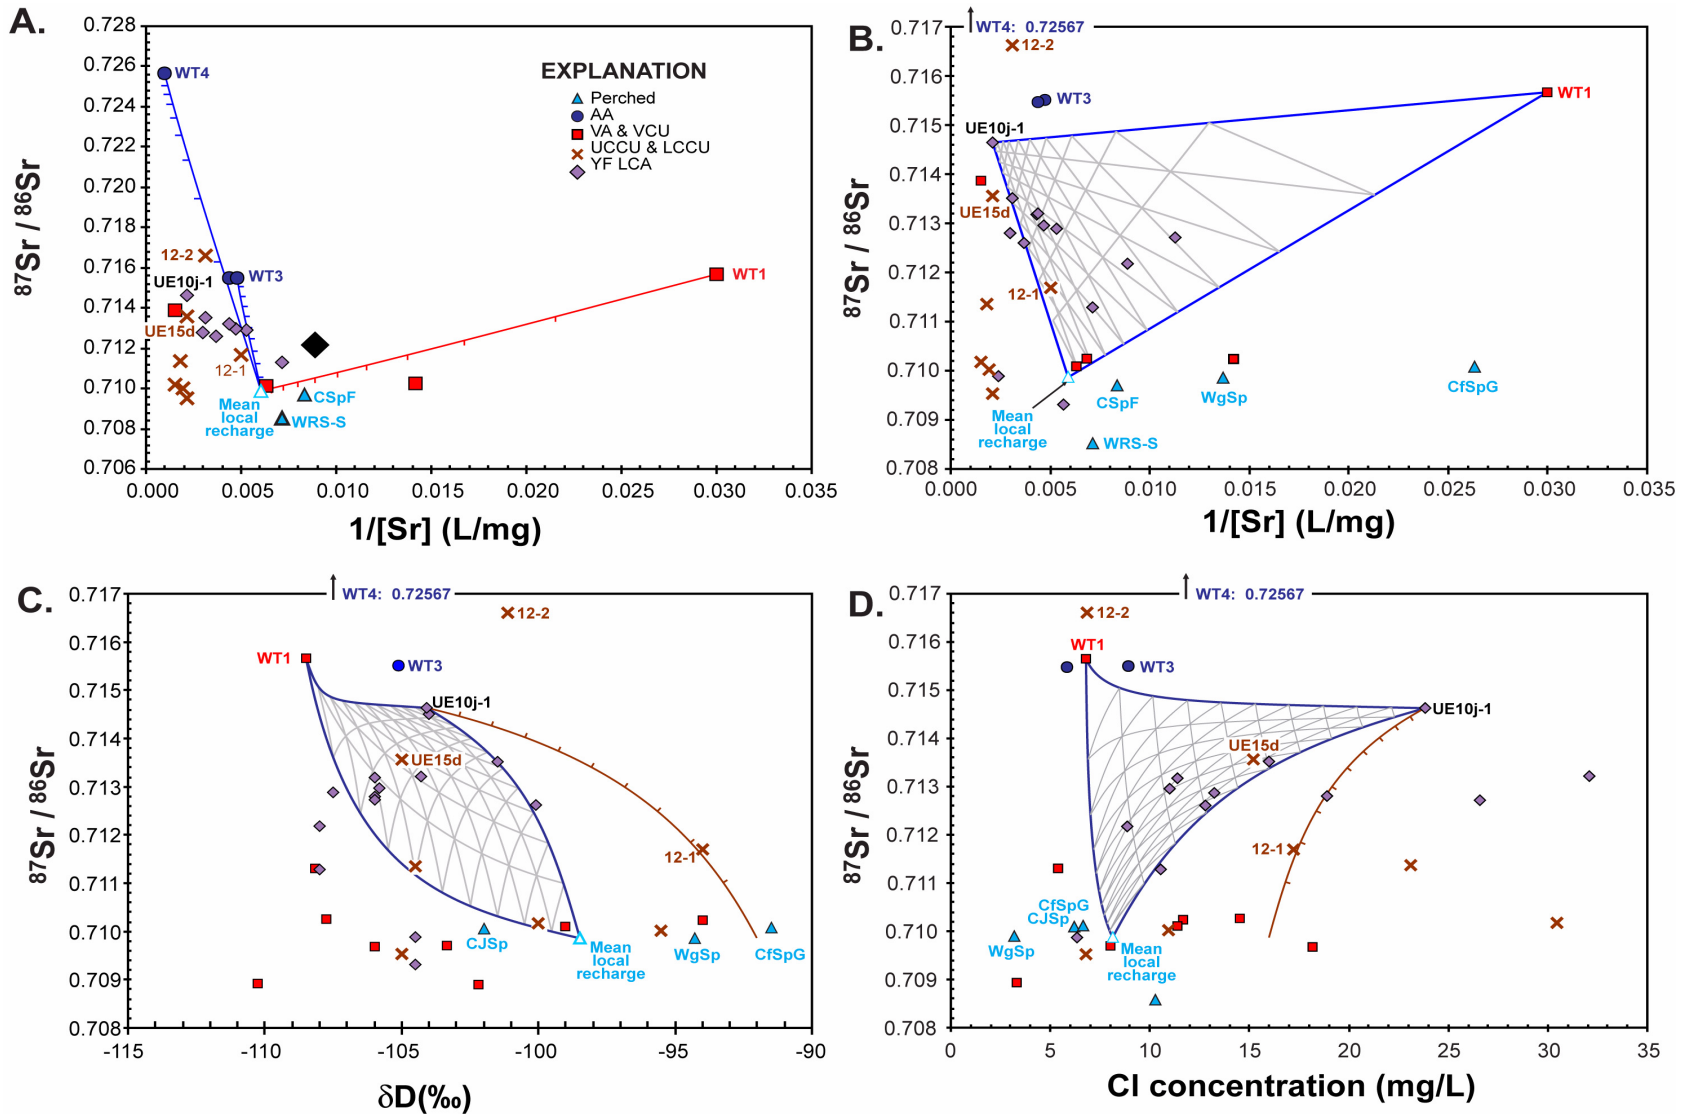 A.
0.728
0.726
0.724
0.722
0.720
0.718
0.716
0.714
0.712
0.710
0.708
0.706
87Sr / 86Sr
WT4
EXPLANATION
Perched
AA
VA & VCU
UCCU & LCCU
YF LCA
12-2
WT3
UE10j-1
WT1
UE15d
12-1
CSpF
Mean
local
recharge
WRS-S
0.000 0.005 0.010 0.020 0.025 0.030 0.035
1/[Sr] (L/mg)
B.
WT4: 0.72567
0.717
0.716
0.715
0.714
0.713
0.712
0.711
0.710
0.709
0.708
87Sr / 86Sr
12-2
WT3
WT1
UE10j-1
UE15d
12-1
CSpF
WgSp
CfSpG
Mean
local
recharge
WRS-S
0.000 0.005 0.010 0.015 0.020 0.025 0.030 0.035
1/[Sr] (L/mg)
C.
WT4: 0.72567
0.717
0.716
0.715
0.714
0.713
0.712
0.711
0.710
0.709
0.708
87Sr / 86Sr
12-2
WT1
WT3
UE10j-1
UE15d
12-1
CJSp
Mean
local
recharge
WgSp
CfSpG
-115 -110 -105 -100 -95 -90
δD(‰)
D.
WT4: 0.72567
0.717
0.716
0.715
0.714
0.713
0.712
0.711
0.710
0.709
0.708
87Sr / 86Sr
12-2
WT1
WT3
UE10j-1
UE15d
12-1
CfSpG
CJSp
WgSp
Mean
local
recharge
0 5 10 15 20 25 30 35
Cl concentration (mg/L)